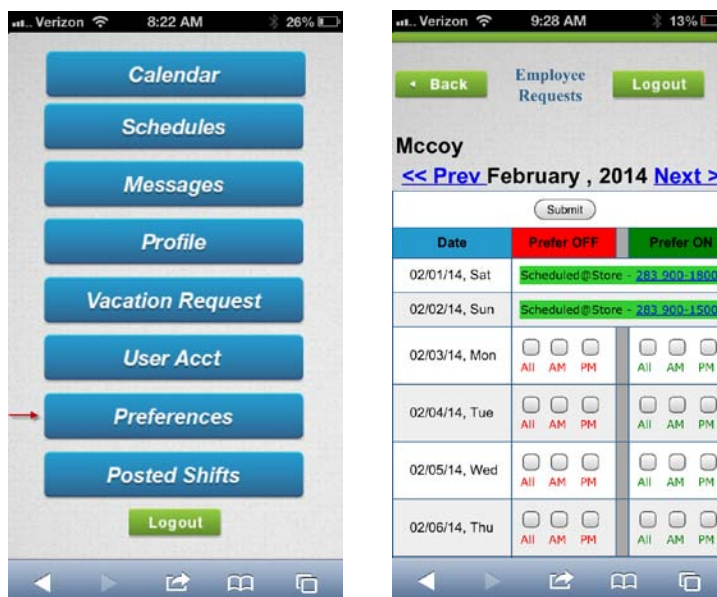 Verizon 8:22 AM 26%
Calendar
Schedules
Messages
Profile
Vacation Request
User Acct
Preferences
Posted Shifts
Logout
Verizon 9:28 AM 13%
Back
Employee
Requests
Logout
Mccoy
<< Prev February , 2014 Next >
Submit
Date Prefer OFF Prefer ON
02/01/14, Sat Scheduled@Store - 283 900-1800
02/02/14, Sun Scheduled@Store - 283 900-1500
02/03/14, Mon
All AM PM All AM PM
02/04/14, Tue
All AM PM All AM PM
02/05/14, Wed
All AM PM All AM PM
02/06/14, Thu
All AM PM All AM PM